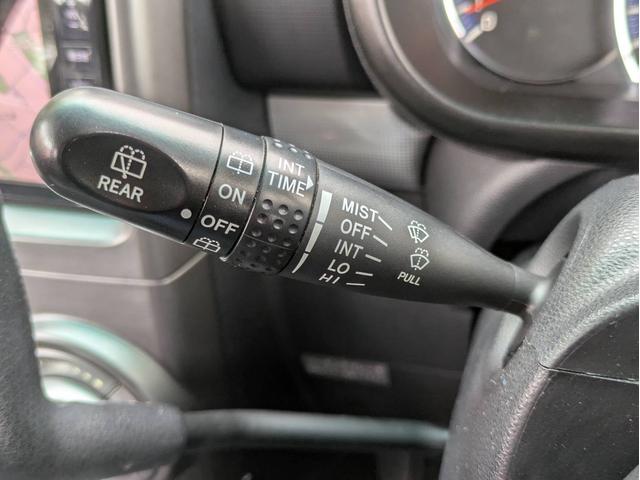 REAR
ON
OFF
INT
TIME
MIST
OFF
INT
LO
HI
PULL